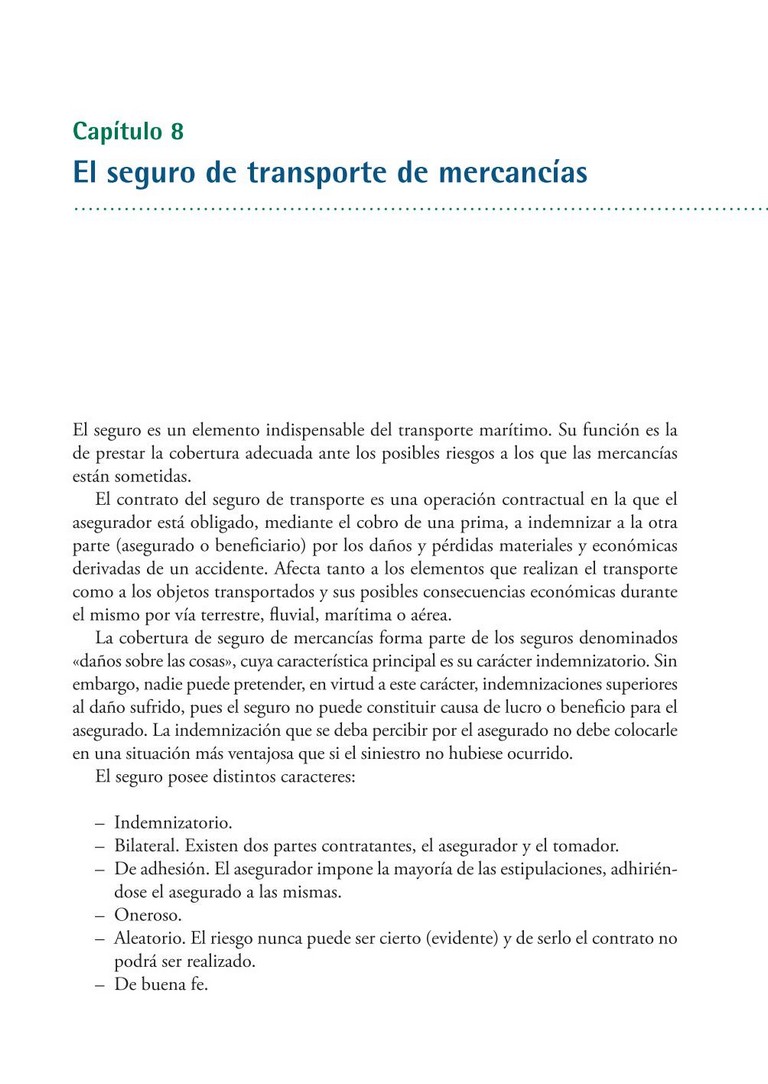 Capítulo 8
El seguro de transporte de mercancías
El seguro es un elemento indispensable del transporte marítimo. Su función es la
de prestar la cobertura adecuada ante los posibles riesgos a los que las mercancías
están sometidas.
El contrato del seguro de transporte es una operación contractual en la que el
asegurador está obligado, mediante el cobro de una prima, a indemnizar a la otra
parte (asegurado o beneficiario) por los daños y pérdidas materiales y económicas
derivadas de un accidente. Afecta tanto a los elementos que realizan el transporte
como a los objetos transportados y sus posibles consecuencias económicas durante
el mismo por vía terrestre, fluvial, marítima o aérea.
La cobertura de seguro de mercancías forma parte de los seguros denominados
«daños sobre las cosas», cuya característica principal es su carácter indemnizatorio. Sin
embargo, nadie puede pretender, en virtud a este carácter, indemnizaciones superiores
al daño sufrido, pues el seguro no puede constituir causa de lucro o beneficio para el
asegurado. La indemnización que se deba percibir por el asegurado no debe colocarle
en una situación más ventajosa que si el siniestro no hubiese ocurrido.
El seguro posee distintos caracteres:
– Indemnizatorio.
– Bilateral. Existen dos partes contratantes, el asegurador y el tomador.
– De adhesión. El asegurador impone la mayoría de las estipulaciones, adhirién-
dose el asegurado a las mismas.
– Oneroso.
– Aleatorio. El riesgo nunca puede ser cierto (evidente) y de serlo el contrato no
podrá ser realizado.
– De buena fe.